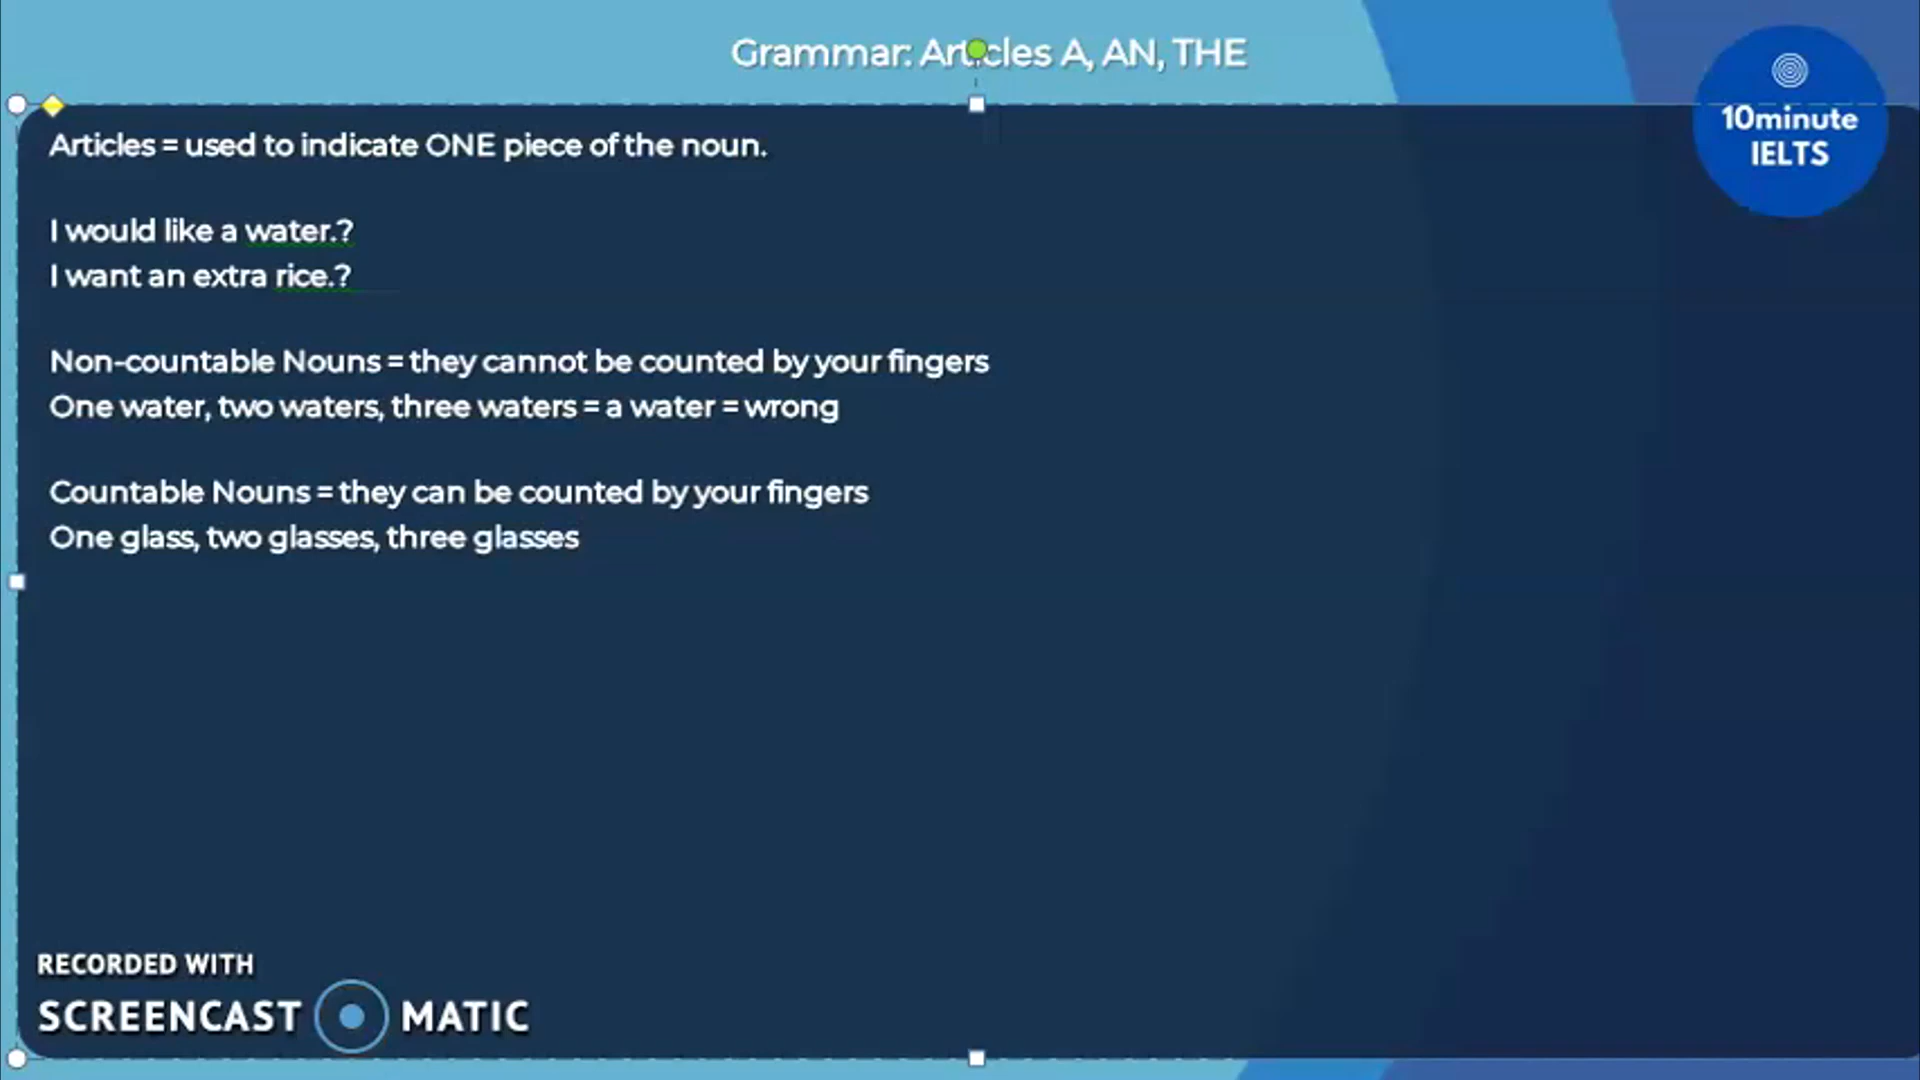 Grammar: Articles A, AN, THE
10minute
IELTS
Articles = used to indicate ONE piece of the noun.
I would like a water.?
I want an extra rice.?
Non-countable Nouns = they cannot be counted by your fingers
One water, two waters, three waters = a water = wrong
Countable Nouns = they can be counted by your fingers
One glass, two glasses, three glasses
RECORDED WITH
SCREENCAST MATIC